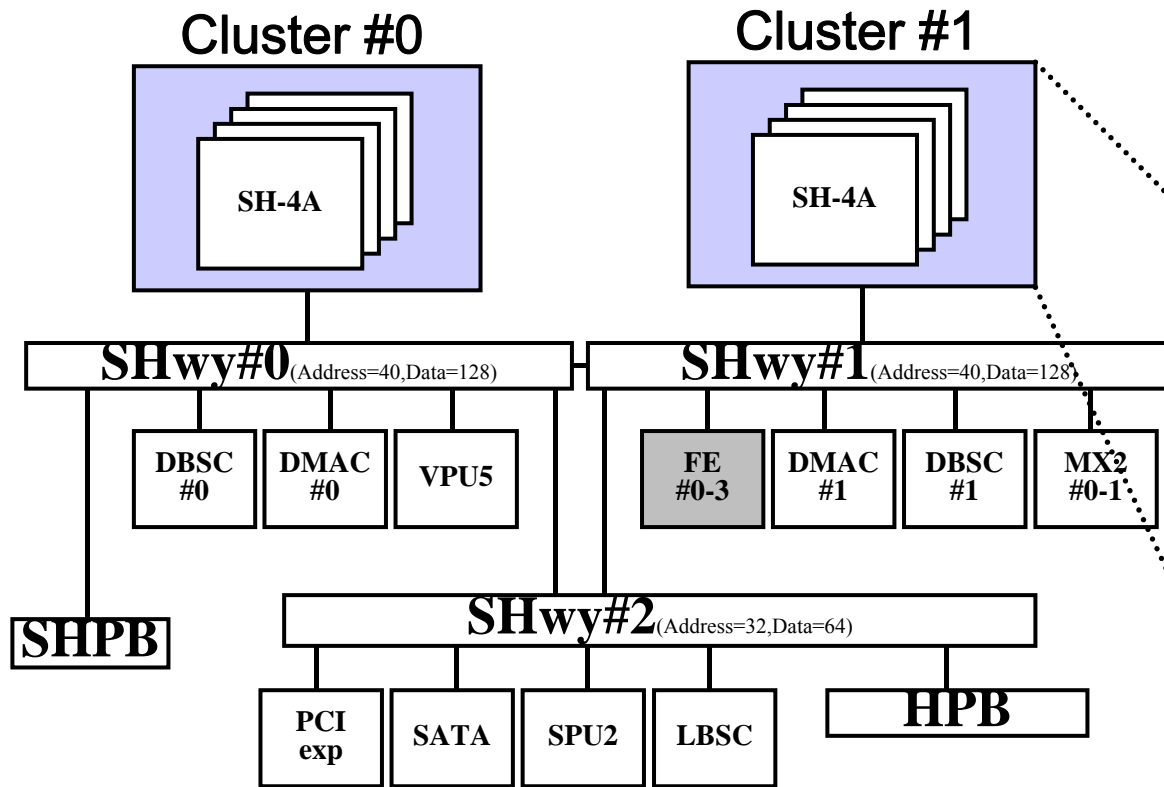 Cluster #0
Cluster #1
SH-4A
SH-4A
SHwy#0(Address=40,Data=128)
SHwy#1(Address=40,Data=128)
DBSC
#0
DMAC
#0
VPU5
FE
#0-3
DMAC
#1
DBSC
#1
MX2
#0-1
SHwy#2(Address=32,Data=64)
SHPB
PCI
exp
SATA
SPU2
LBSC
HPB